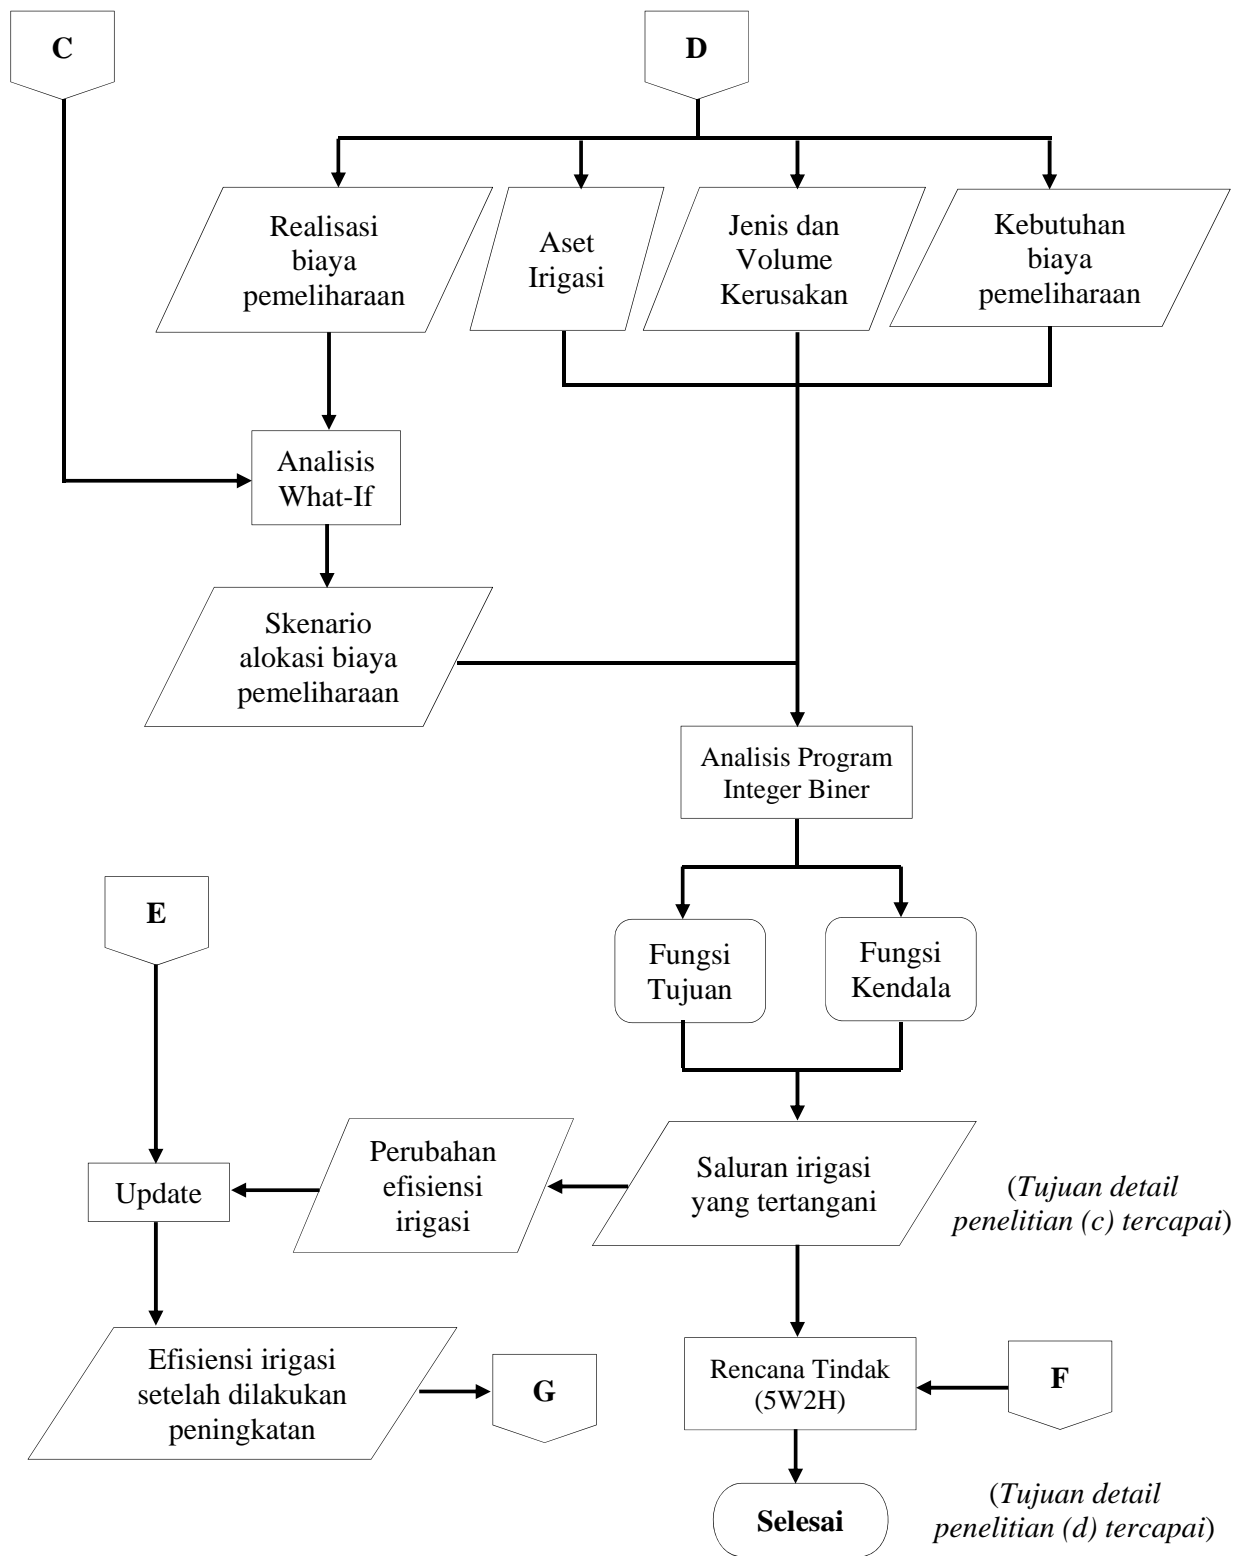 C
D
Realisasi
biaya
pemeliharaan
Aset
Irigasi
Jenis dan
Volume
Kerusakan
Kebutuhan
biaya
pemeliharaan
Analisis
What-If
Skenario
alokasi biaya
pemeliharaan
Analisis Program
Integer Biner
E
Fungsi
Tujuan
Fungsi
Kendala
Update
Perubahan
efisiensi
irigasi
Saluran irigasi
yang tertangani
(Tujuan detail
penelitian (c) tercapai)
Efisiensi irigasi
setelah dilakukan
peningkatan
G
Rencana Tindak
(5W2H)
F
Selesai
(Tujuan detail
penelitian (d) tercapai)